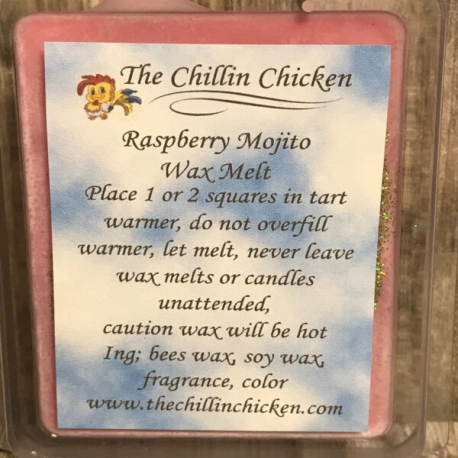 The Chillin Chicken
Raspberry Mojito
Wax Melt
Place 1 or 2 squares in tart
warmer, do not overfill
warmer, let melt, never leave
wax melts or candles
unattended,
caution wax will be hot
Ing; bees wax, soy wax,
fragrance, color
www.thechillinchicken.com